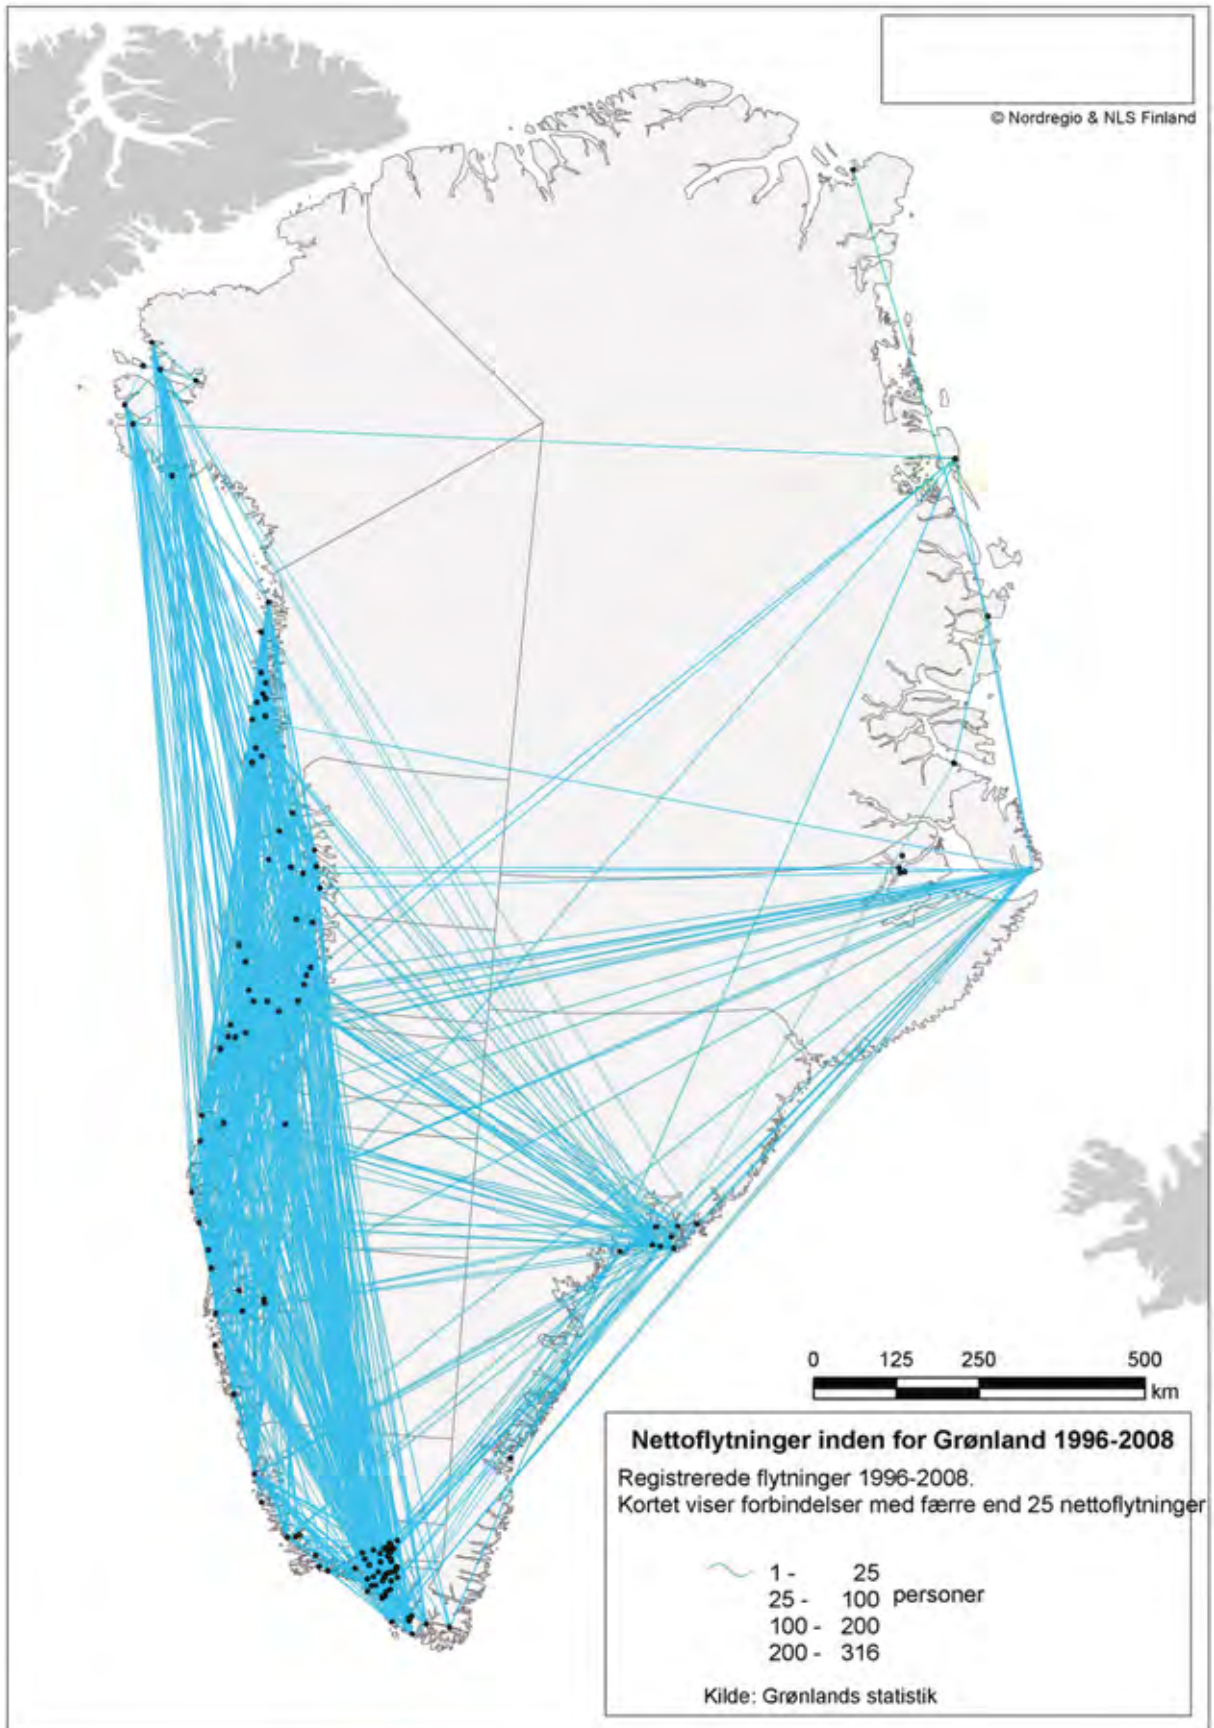 © Nordregio & NLS Finland
0 125 250 500
km
Nettoflytninger inden for Grønland 1996-2008
Registrerede flytninger 1996-2008.
Kortet viser forbindelser med færre end 25 nettoflytninger
1 - 25
25 - 100 personer
100 - 200
200 - 316
Kilde: Grønlands statistik